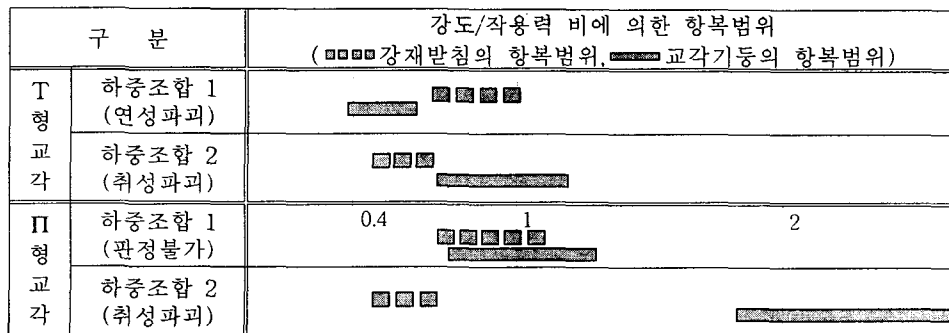 구 분
강도/작용력 비에 의한 항복범위
(강재받침의 항복범위, 교각기둥의 항복범위)
T형교각
하중조합 1
(연성파괴)
하중조합 2
(취성파괴)
Π형교각
하중조합 1
(판정불가)
0.4 1 2
하중조합 2
(취성파괴)